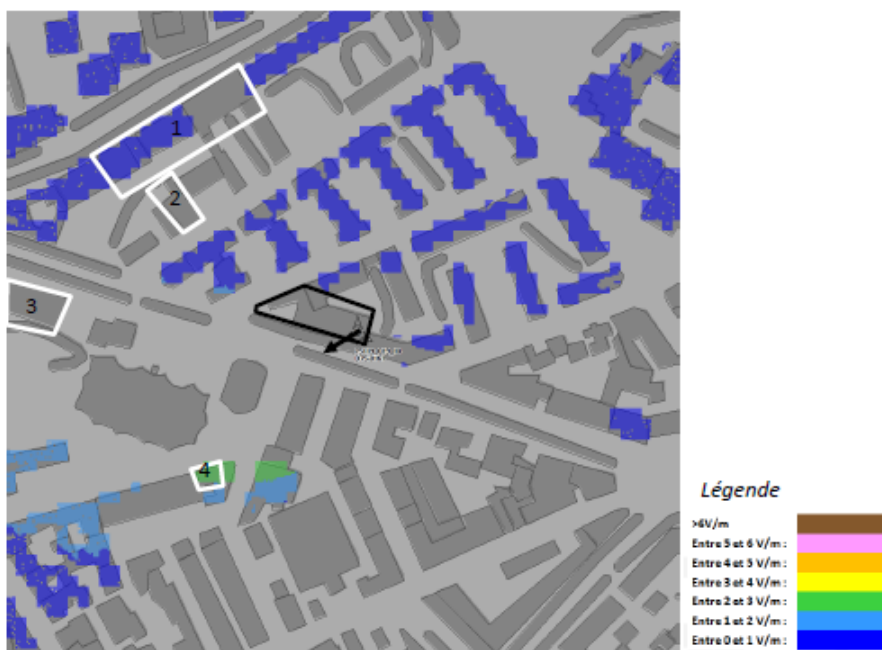 1
2
3
4
Légende
>6V/m
Entre 5 et 6 V/m :
Entre 4 et 5 V/m :
Entre 3 et 4 V/m :
Entre 2 et 3 V/m :
Entre 1 et 2 V/m :
Entre 0 et 1 V/m :